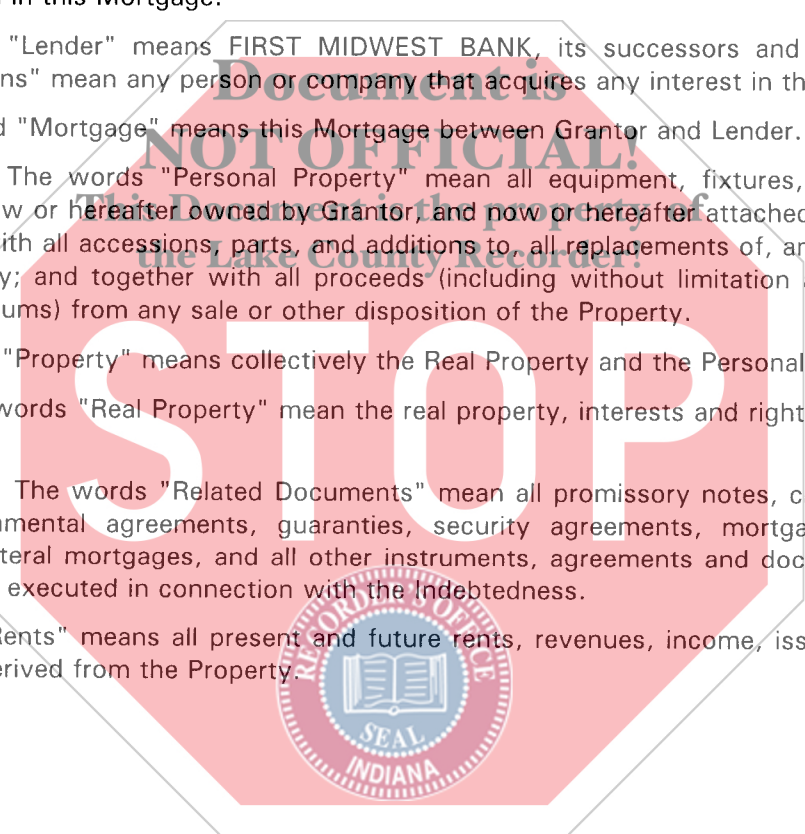 in this Mortgage.
"Lender" means FIRST MIDWEST BANK, its successors and
ns" mean any person or company that acquires any interest in th
Document is
d "Mortgage" means this Mortgage between Grantor and Lender.
NOT OFFICIAL!
The words "Personal Property" mean all equipment, fixtures,
w or hereafter owned by Grantor, and now or hereafter attached
This Document is the property of
ith all accessions, parts, and additions to, all replacements of, an
the Lake County Recorder!
y; and together with all proceeds (including without limitation
ums) from any sale or other disposition of the Property.
STOP
"Property" means collectively the Real Property and the Personal
words "Real Property" mean the real property, interests and right
The words "Related Documents" mean all promissory notes, c
nmental agreements, guaranties, security agreements, mortga
teral mortgages, and all other instruments, agreements and doc
executed in connection with the Indebtedness.
Rents" means all present and future rents, revenues, income, iss
erived from the Property.
RECORDER'S OFFICE
SEAL
INDIANA